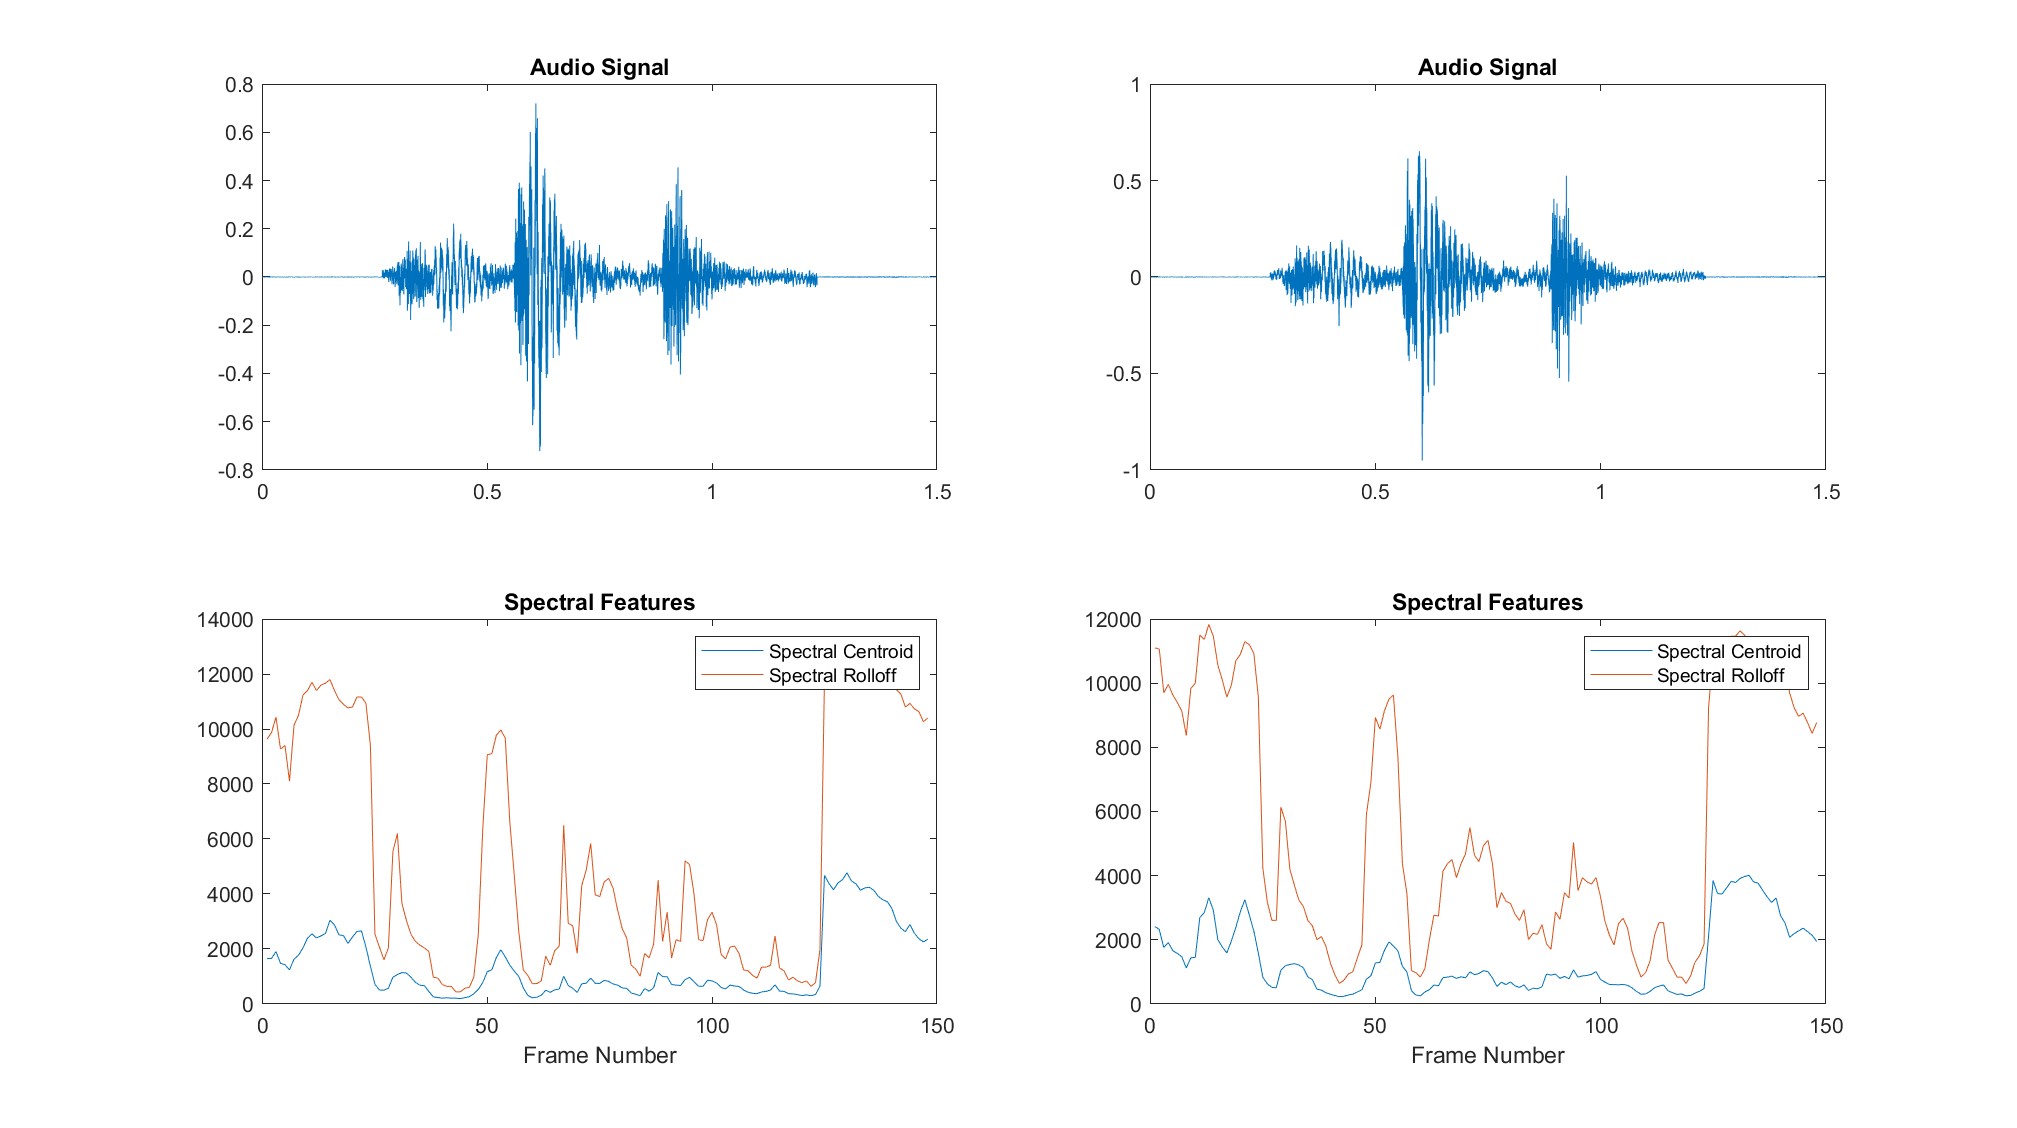 Audio Signal
0.8
0.6
0.4
0.2
0
-0.2
-0.4
-0.6
-0.8
0 0.5 1 1.5
Audio Signal
1
0.5
0
-0.5
-1
0 0.5 1 1.5
Spectral Features
14000
12000
10000
8000
6000
4000
2000
0
Spectral Centroid
Spectral Rolloff
0 50 100 150
Frame Number
Spectral Features
12000
10000
8000
6000
4000
2000
0
Spectral Centroid
Spectral Rolloff
0 50 100 150
Frame Number